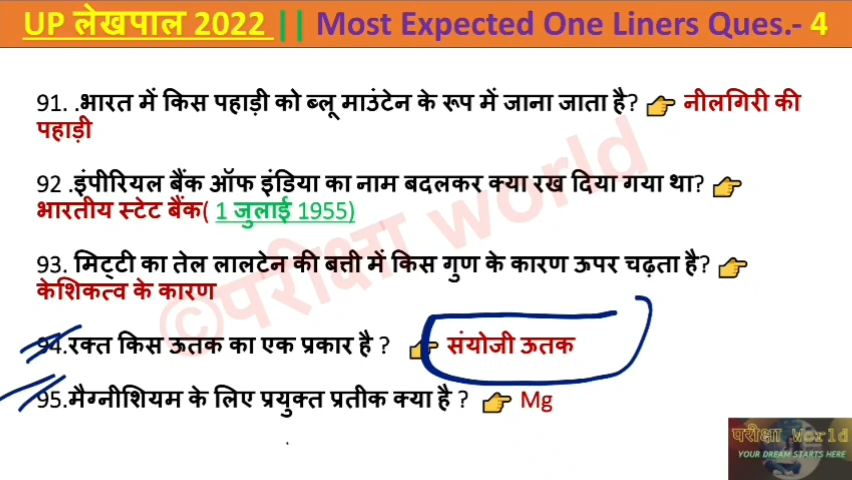 UP लेखपाल 2022 || Most Expected One Liners Ques.- 4
91. .भारत में किस पहाड़ी को ब्लू माउंटेन के रूप में जाना जाता है? 👉 नीलगिरी की
पहाड़ी
92 .इंपीरियल बैंक ऑफ इंडिया का नाम बदलकर क्या रख दिया गया था? 👉
भारतीय स्टेट बैंक( 1 जुलाई 1955)
93. मिट्टी का तेल लालटेन की बत्ती में किस गुण के कारण ऊपर चढ़ता है? 👉
केशिकत्व के कारण
94.रक्त किस ऊतक का एक प्रकार है ? 👉 संयोजी ऊतक
95.मैग्नीशियम के लिए प्रयुक्त प्रतीक क्या है ? 👉 Mg
©परीक्षा world
परीक्षा World
YOUR DREAM STARTS HERE